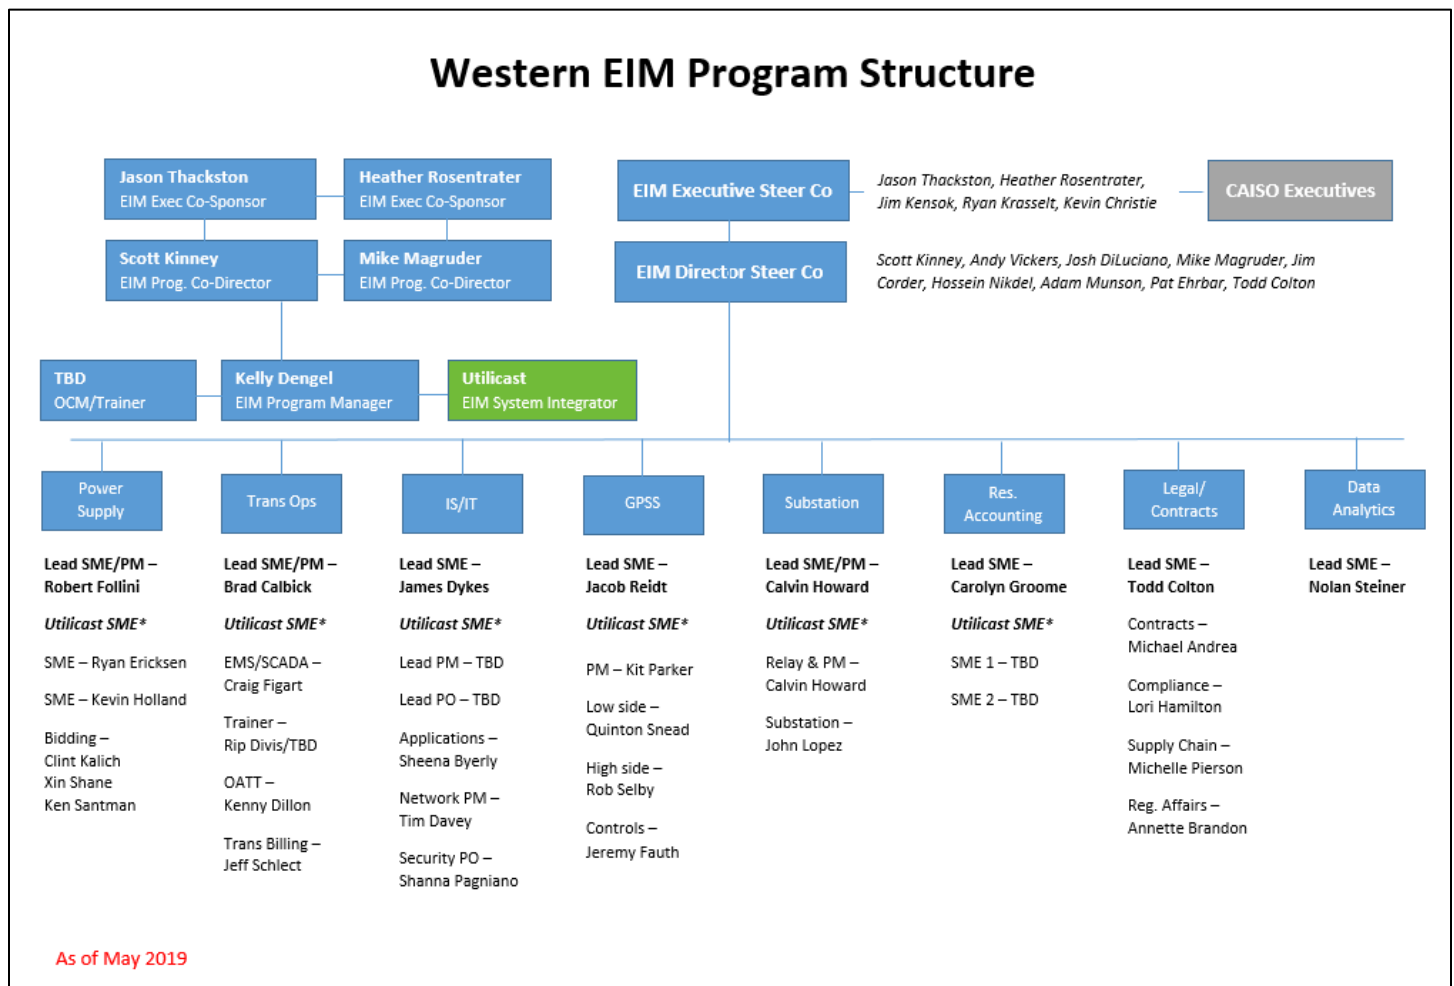 Western EIM Program Structure
Jason Thackston
EIM Exec Co-Sponsor
Heather Rosentrater
EIM Exec Co-Sponsor
EIM Executive Steer Co
Jason Thackston, Heather Rosentrater,
Jim Kensok, Ryan Krasselt, Kevin Christie
CAISO Executives
Scott Kinney
EIM Prog. Co-Director
Mike Magruder
EIM Prog. Co-Director
EIM Director Steer Co
Scott Kinney, Andy Vickers, Josh DiLuciano, Mike Magruder, Jim
Corder, Hossein Nikdel, Adam Munson, Pat Ehrbar, Todd Colton
TBD
OCM/Trainer
Kelly Dengel
EIM Program Manager
Utilicast
EIM System Integrator
Power
Supply
Trans Ops
IS/IT
GPSS
Substation
Res.
Accounting
Legal/
Contracts
Data
Analytics
Lead SME/PM –
Robert Follini
Utilicast SME*
SME – Ryan Ericksen
SME – Kevin Holland
Bidding –
Clint Kalich
Xin Shane
Ken Santman
Lead SME/PM –
Brad Calbick
Utilicast SME*
EMS/SCADA –
Craig Figart
Trainer –
Rip Divis/TBD
OATT –
Kenny Dillon
Trans Billing –
Jeff Schlect
Lead SME –
James Dykes
Utilicast SME*
Lead PM – TBD
Lead PO – TBD
Applications –
Sheena Byerly
Network PM –
Tim Davey
Security PO –
Shanna Pagniano
Lead SME –
Jacob Reidt
Utilicast SME*
PM – Kit Parker
Low side –
Quinton Snead
High side –
Rob Selby
Controls –
Jeremy Fauth
Lead SME/PM –
Calvin Howard
Utilicast SME*
Relay & PM –
Calvin Howard
Substation –
John Lopez
Lead SME –
Carolyn Groome
Utilicast SME*
SME 1 – TBD
SME 2 – TBD
Lead SME –
Todd Colton
Contracts –
Michael Andrea
Compliance –
Lori Hamilton
Supply Chain –
Michelle Pierson
Reg. Affairs –
Annette Brandon
Lead SME –
Nolan Steiner
As of May 2019